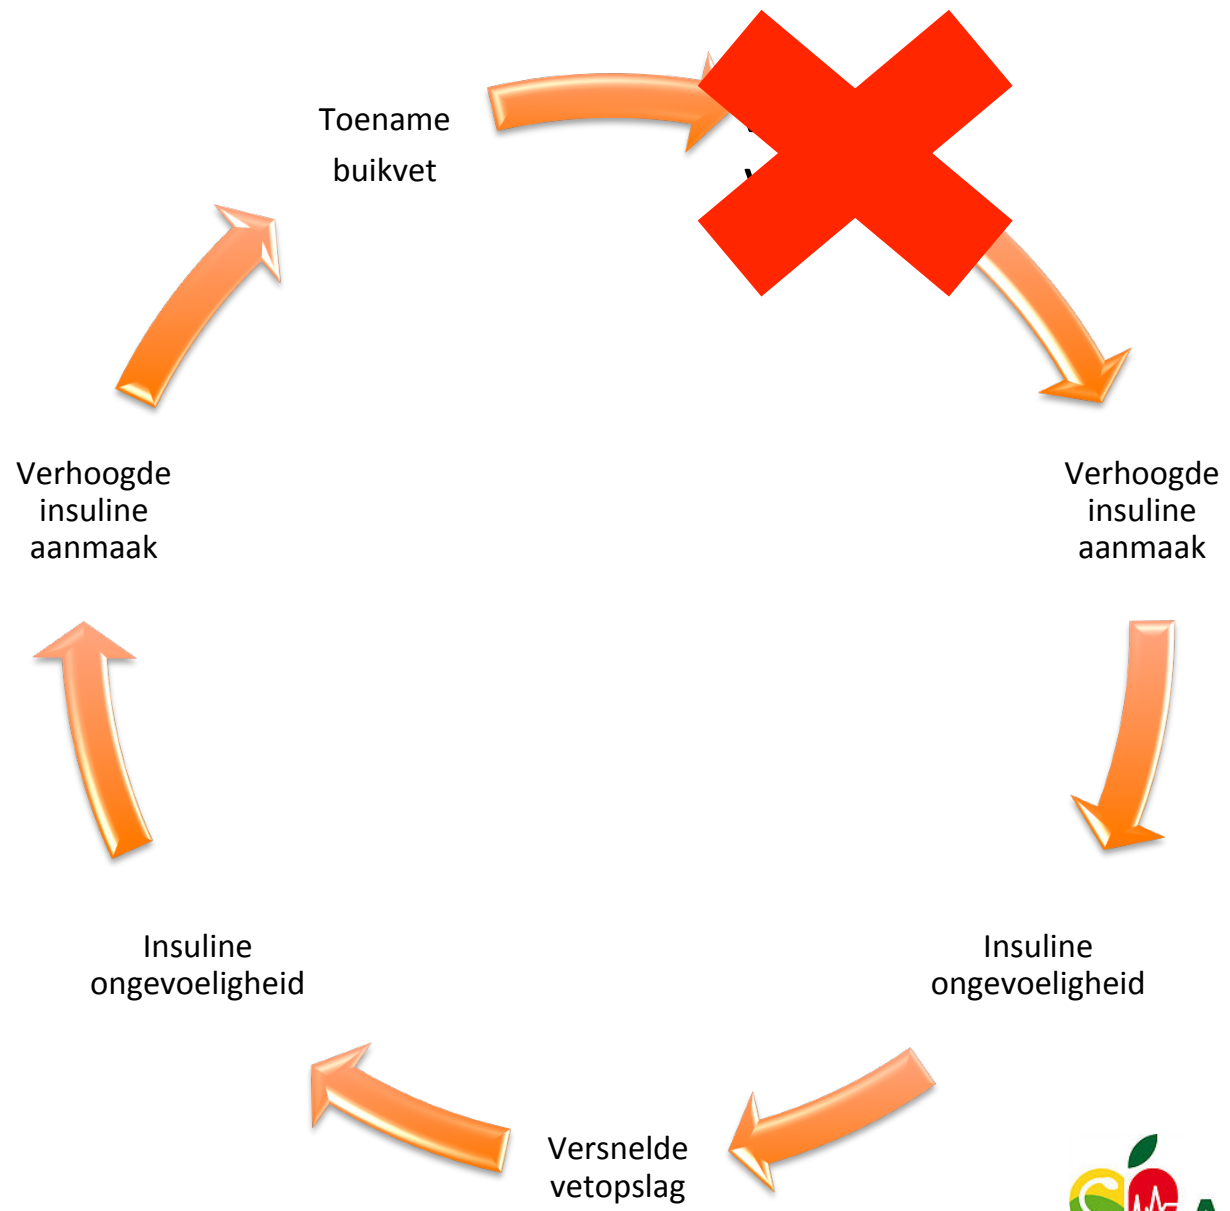 Toename
buikvet
Verhoogde
insuline
aanmaak
Insuline
ongevoeligheid
Versnelde
vetopslag
Insuline
ongevoeligheid
Verhoogde
insuline
aanmaak